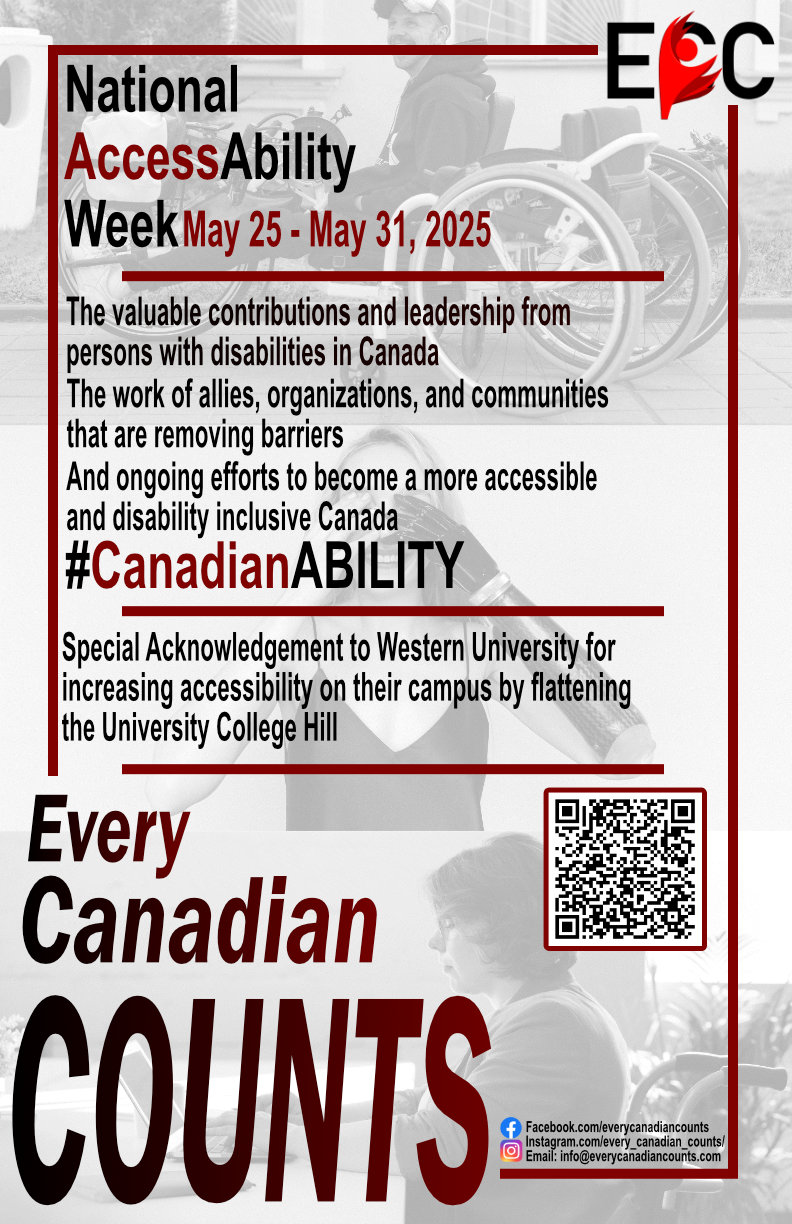 ECC
National
AccessAbility
Week May 25 - May 31, 2025
The valuable contributions and leadership from
persons with disabilities in Canada
The work of allies, organizations, and communities
that are removing barriers
And ongoing efforts to become a more accessible
and disability inclusive Canada
#CanadianABILITY
Special Acknowledgement to Western University for
increasing accessibility on their campus by flattening
the University College Hill
Every
Canadian
COUNTS
Facebook.com/everycanadiancounts
Instagram.com/every_canadian_counts/
Email: info@everycanadiancounts.com